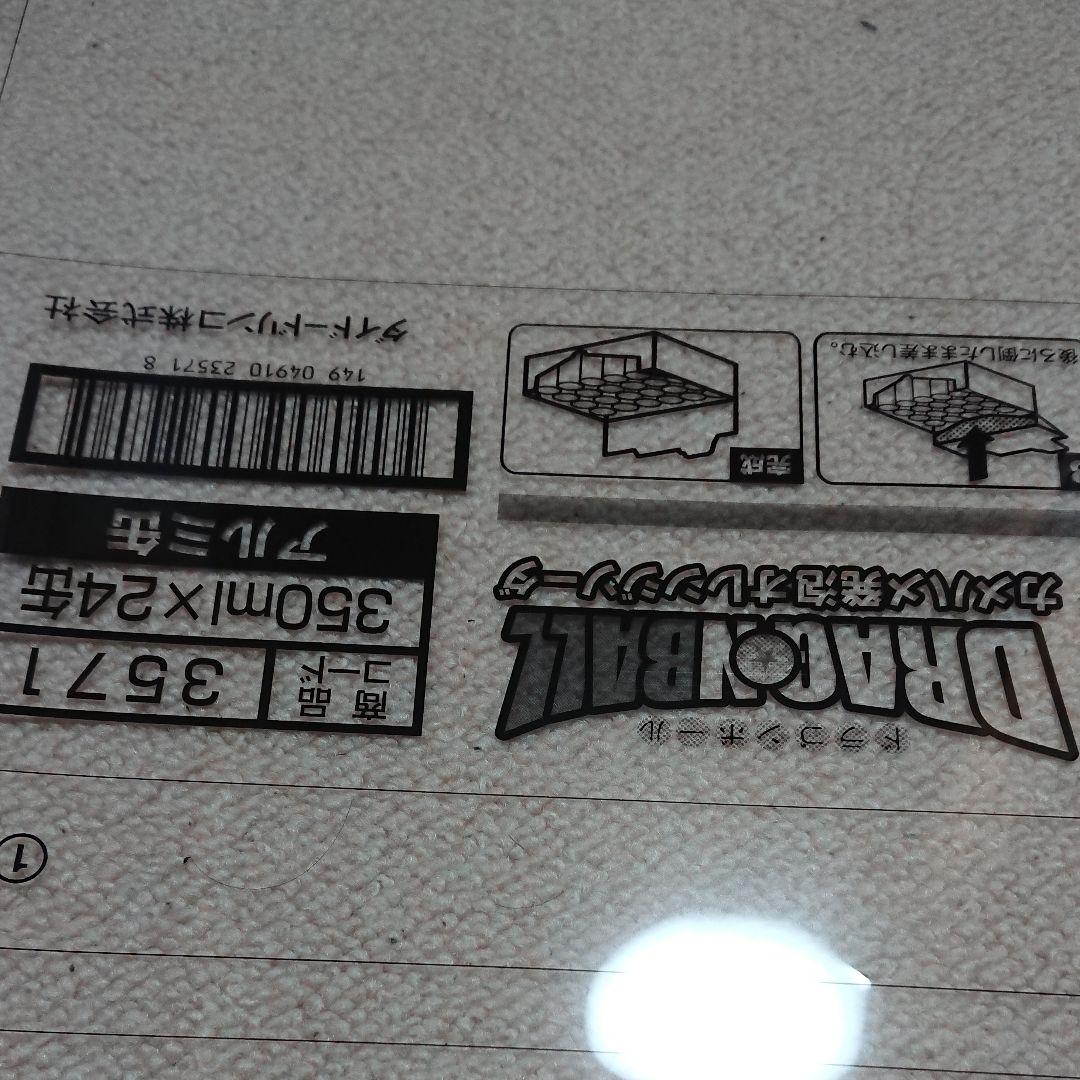 ①
ドラゴンボール
DRAGONBALL
カメハメ発泡オレンジソーダ
商品コード
3571
350ml×24缶
アルミ缶
完成
後ろに倒したまま差し込む。
149 04910 23571 8
ダイドードリンコ株式会社